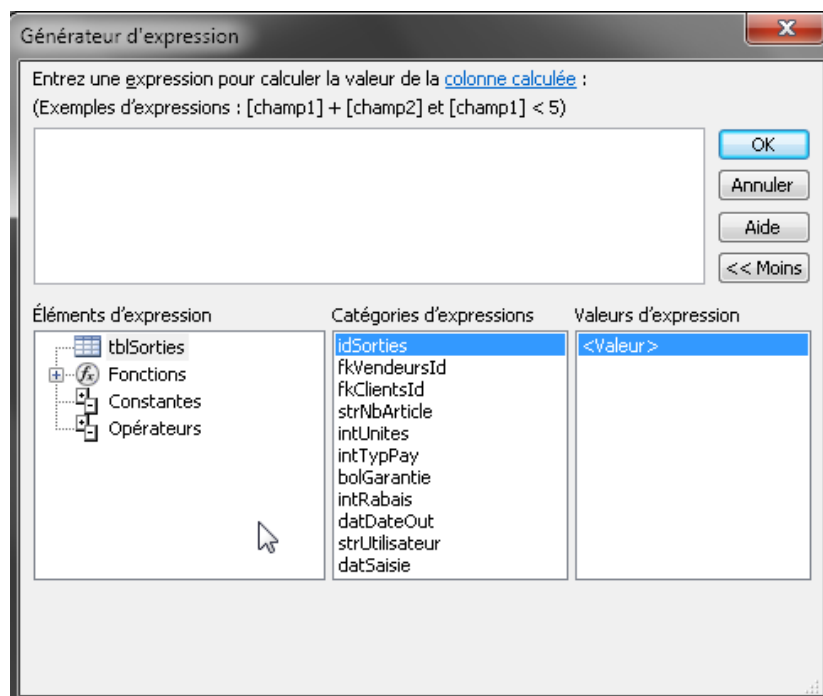 Générateur d'expression
Entrez une expression pour calculer la valeur de la colonne calculée :
(Exemples d'expressions : [champ1] + [champ2] et [champ1] < 5)
OK
Annuler
Aide
<< Moins
Éléments d'expression
tblSorties
Fonctions
Constantes
Opérateurs
Catégories d'expressions
idSorties
fkVendeursId
fkClientsId
strNbArticle
intUnites
intTypPay
bolGarantie
intRabais
datDateOut
strUtilisateur
datSaisie
Valeurs d'expression
<Valeur>